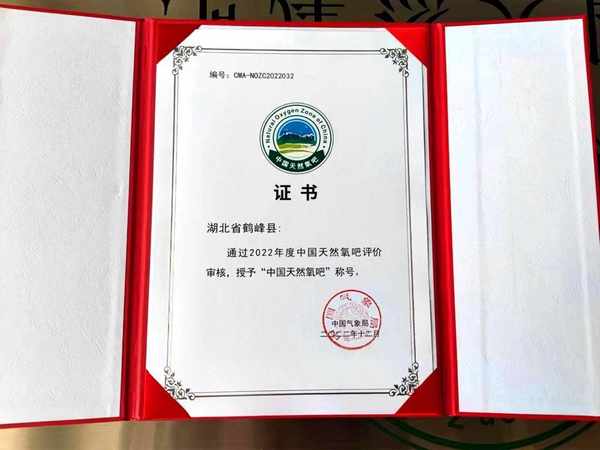 编号：CMA-NOZC2022032
Natural Oxygen Zone of China
中国天然氧吧
证书
湖北省鹤峰县：
通过2022年度中国天然氧吧评价
审核，授予“中国天然氧吧”称号。
中国气象局
二〇二二年十二月